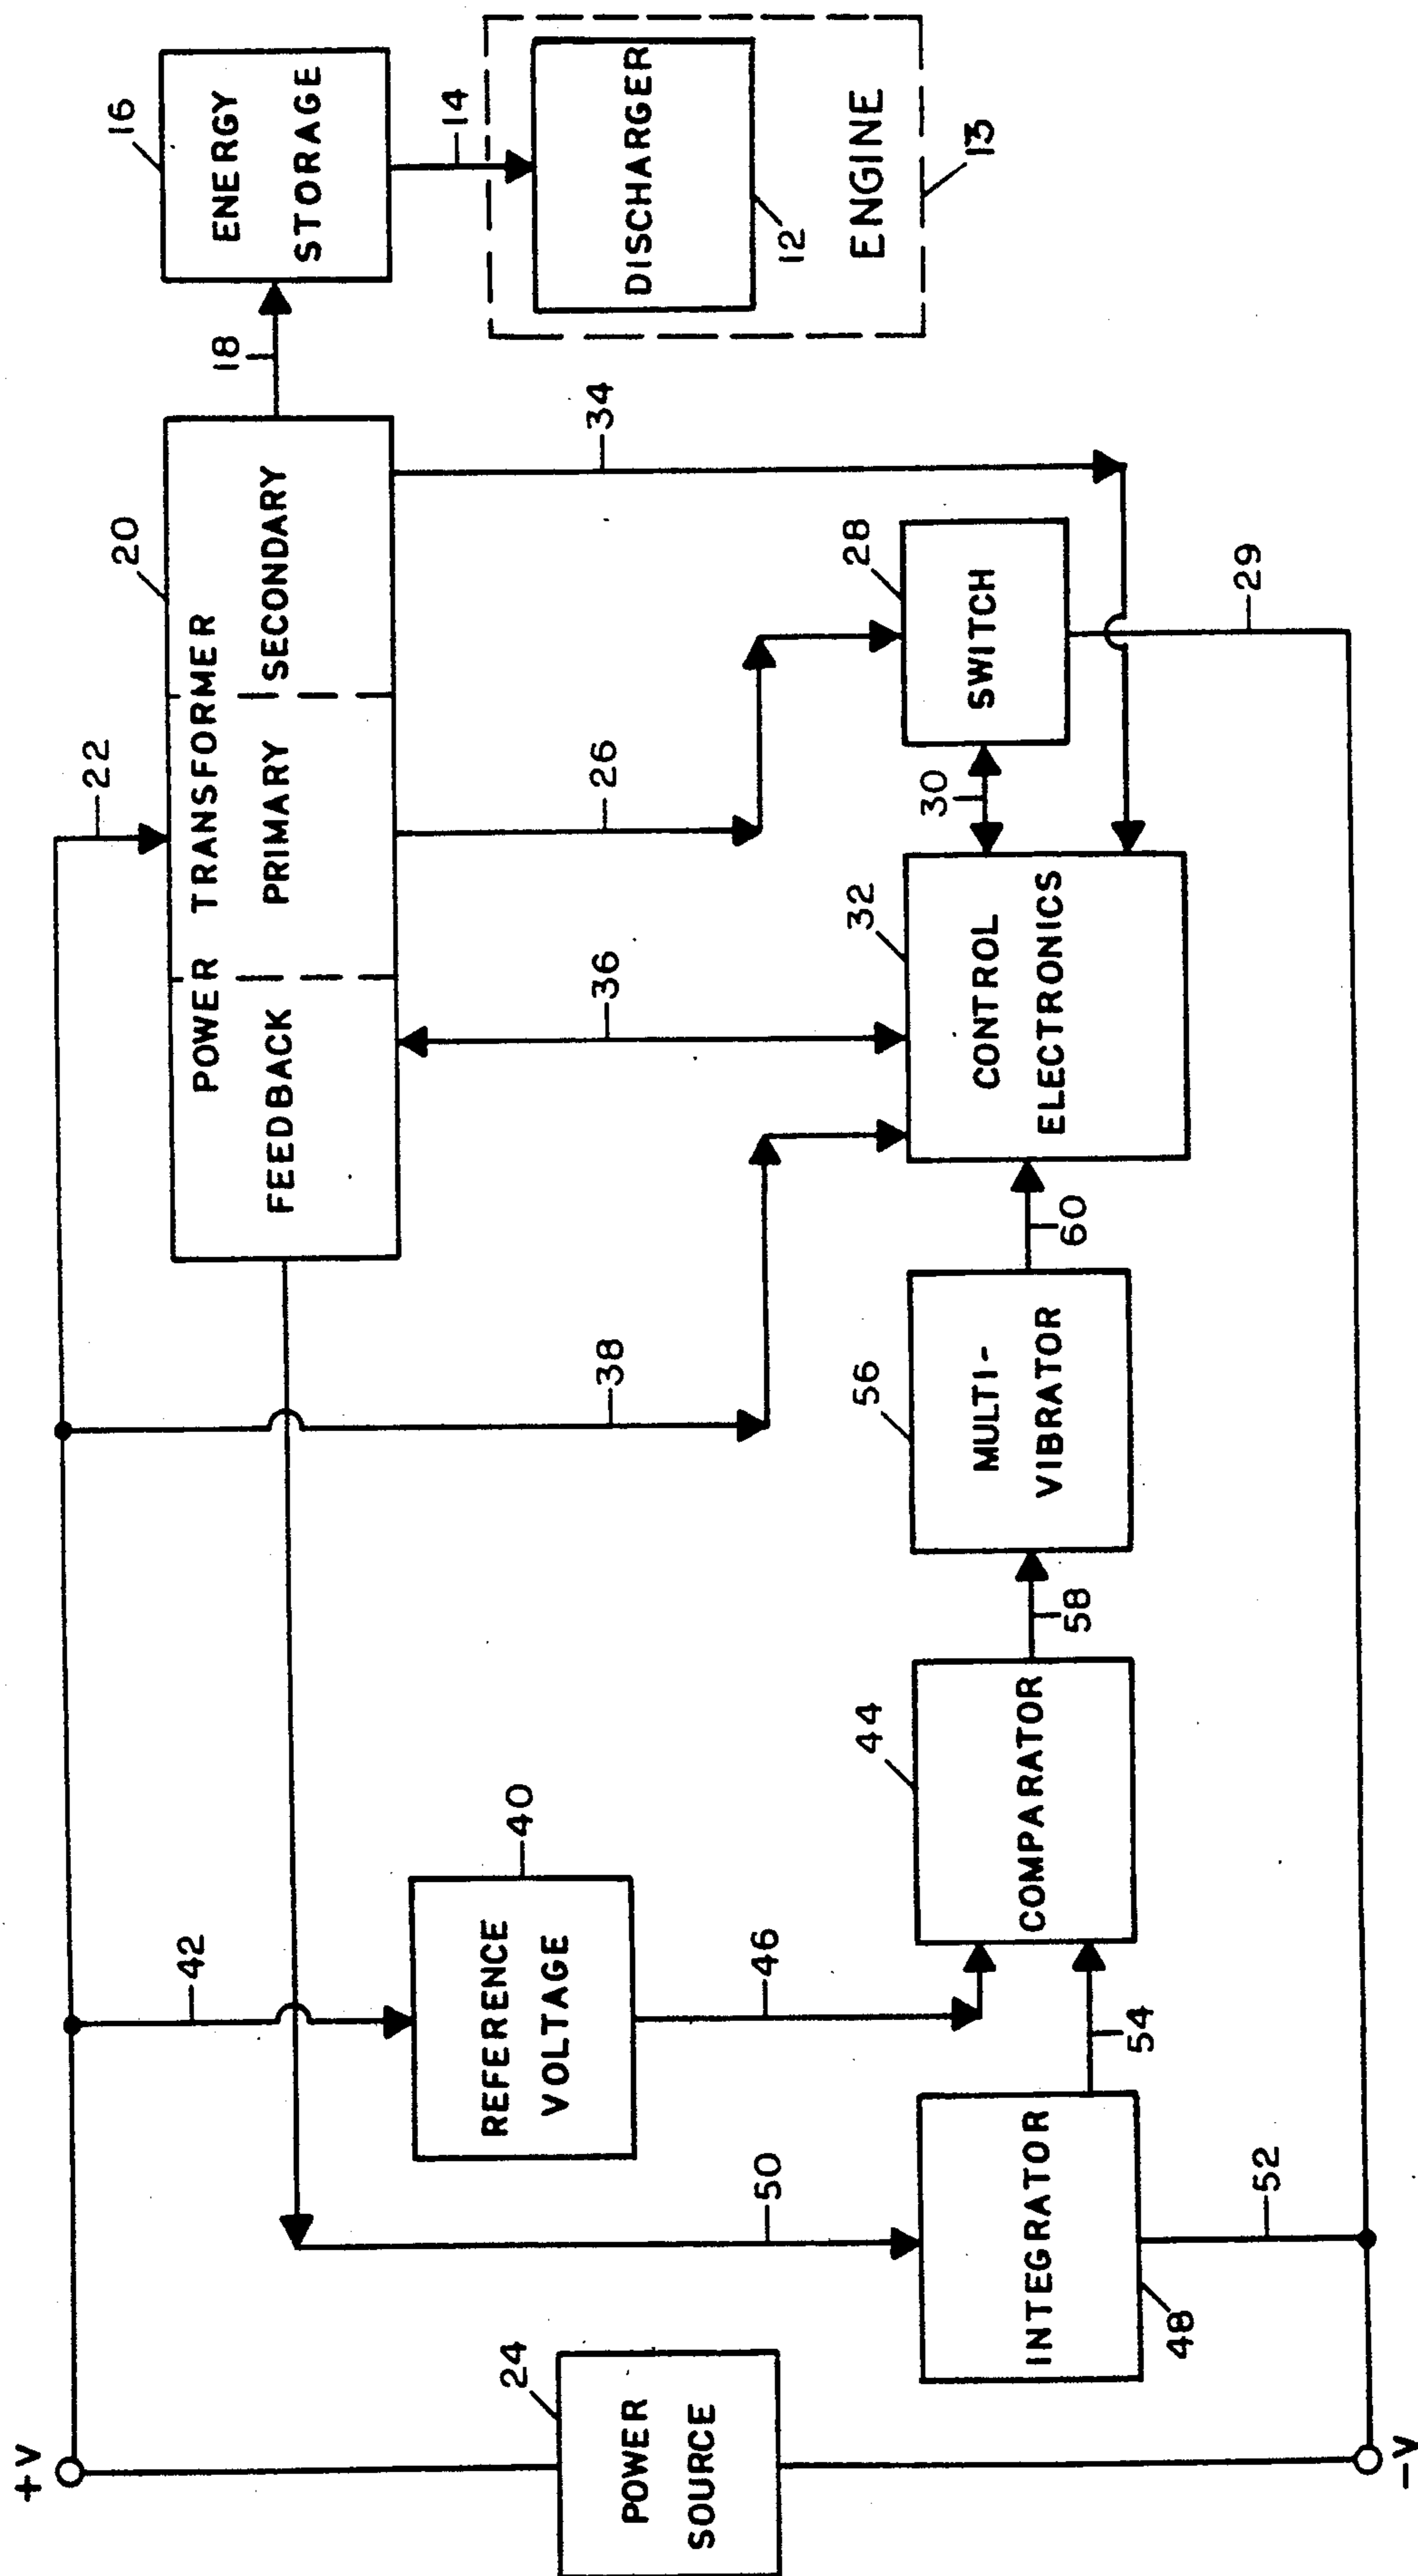 +V
22
20
POWER TRANSFORMER
FEEDBACK
PRIMARY
SECONDARY
18
16
ENERGY
STORAGE
14
DISCHARGER
12
ENGINE
13
42
40
REFERENCE
VOLTAGE
46
38
36
26
34
24
POWER
SOURCE
50
INTEGRATOR
48
52
54
44
COMPARATOR
58
56
MULTI-
VIBRATOR
60
32
CONTROL
ELECTRONICS
30
28
SWITCH
29
-V